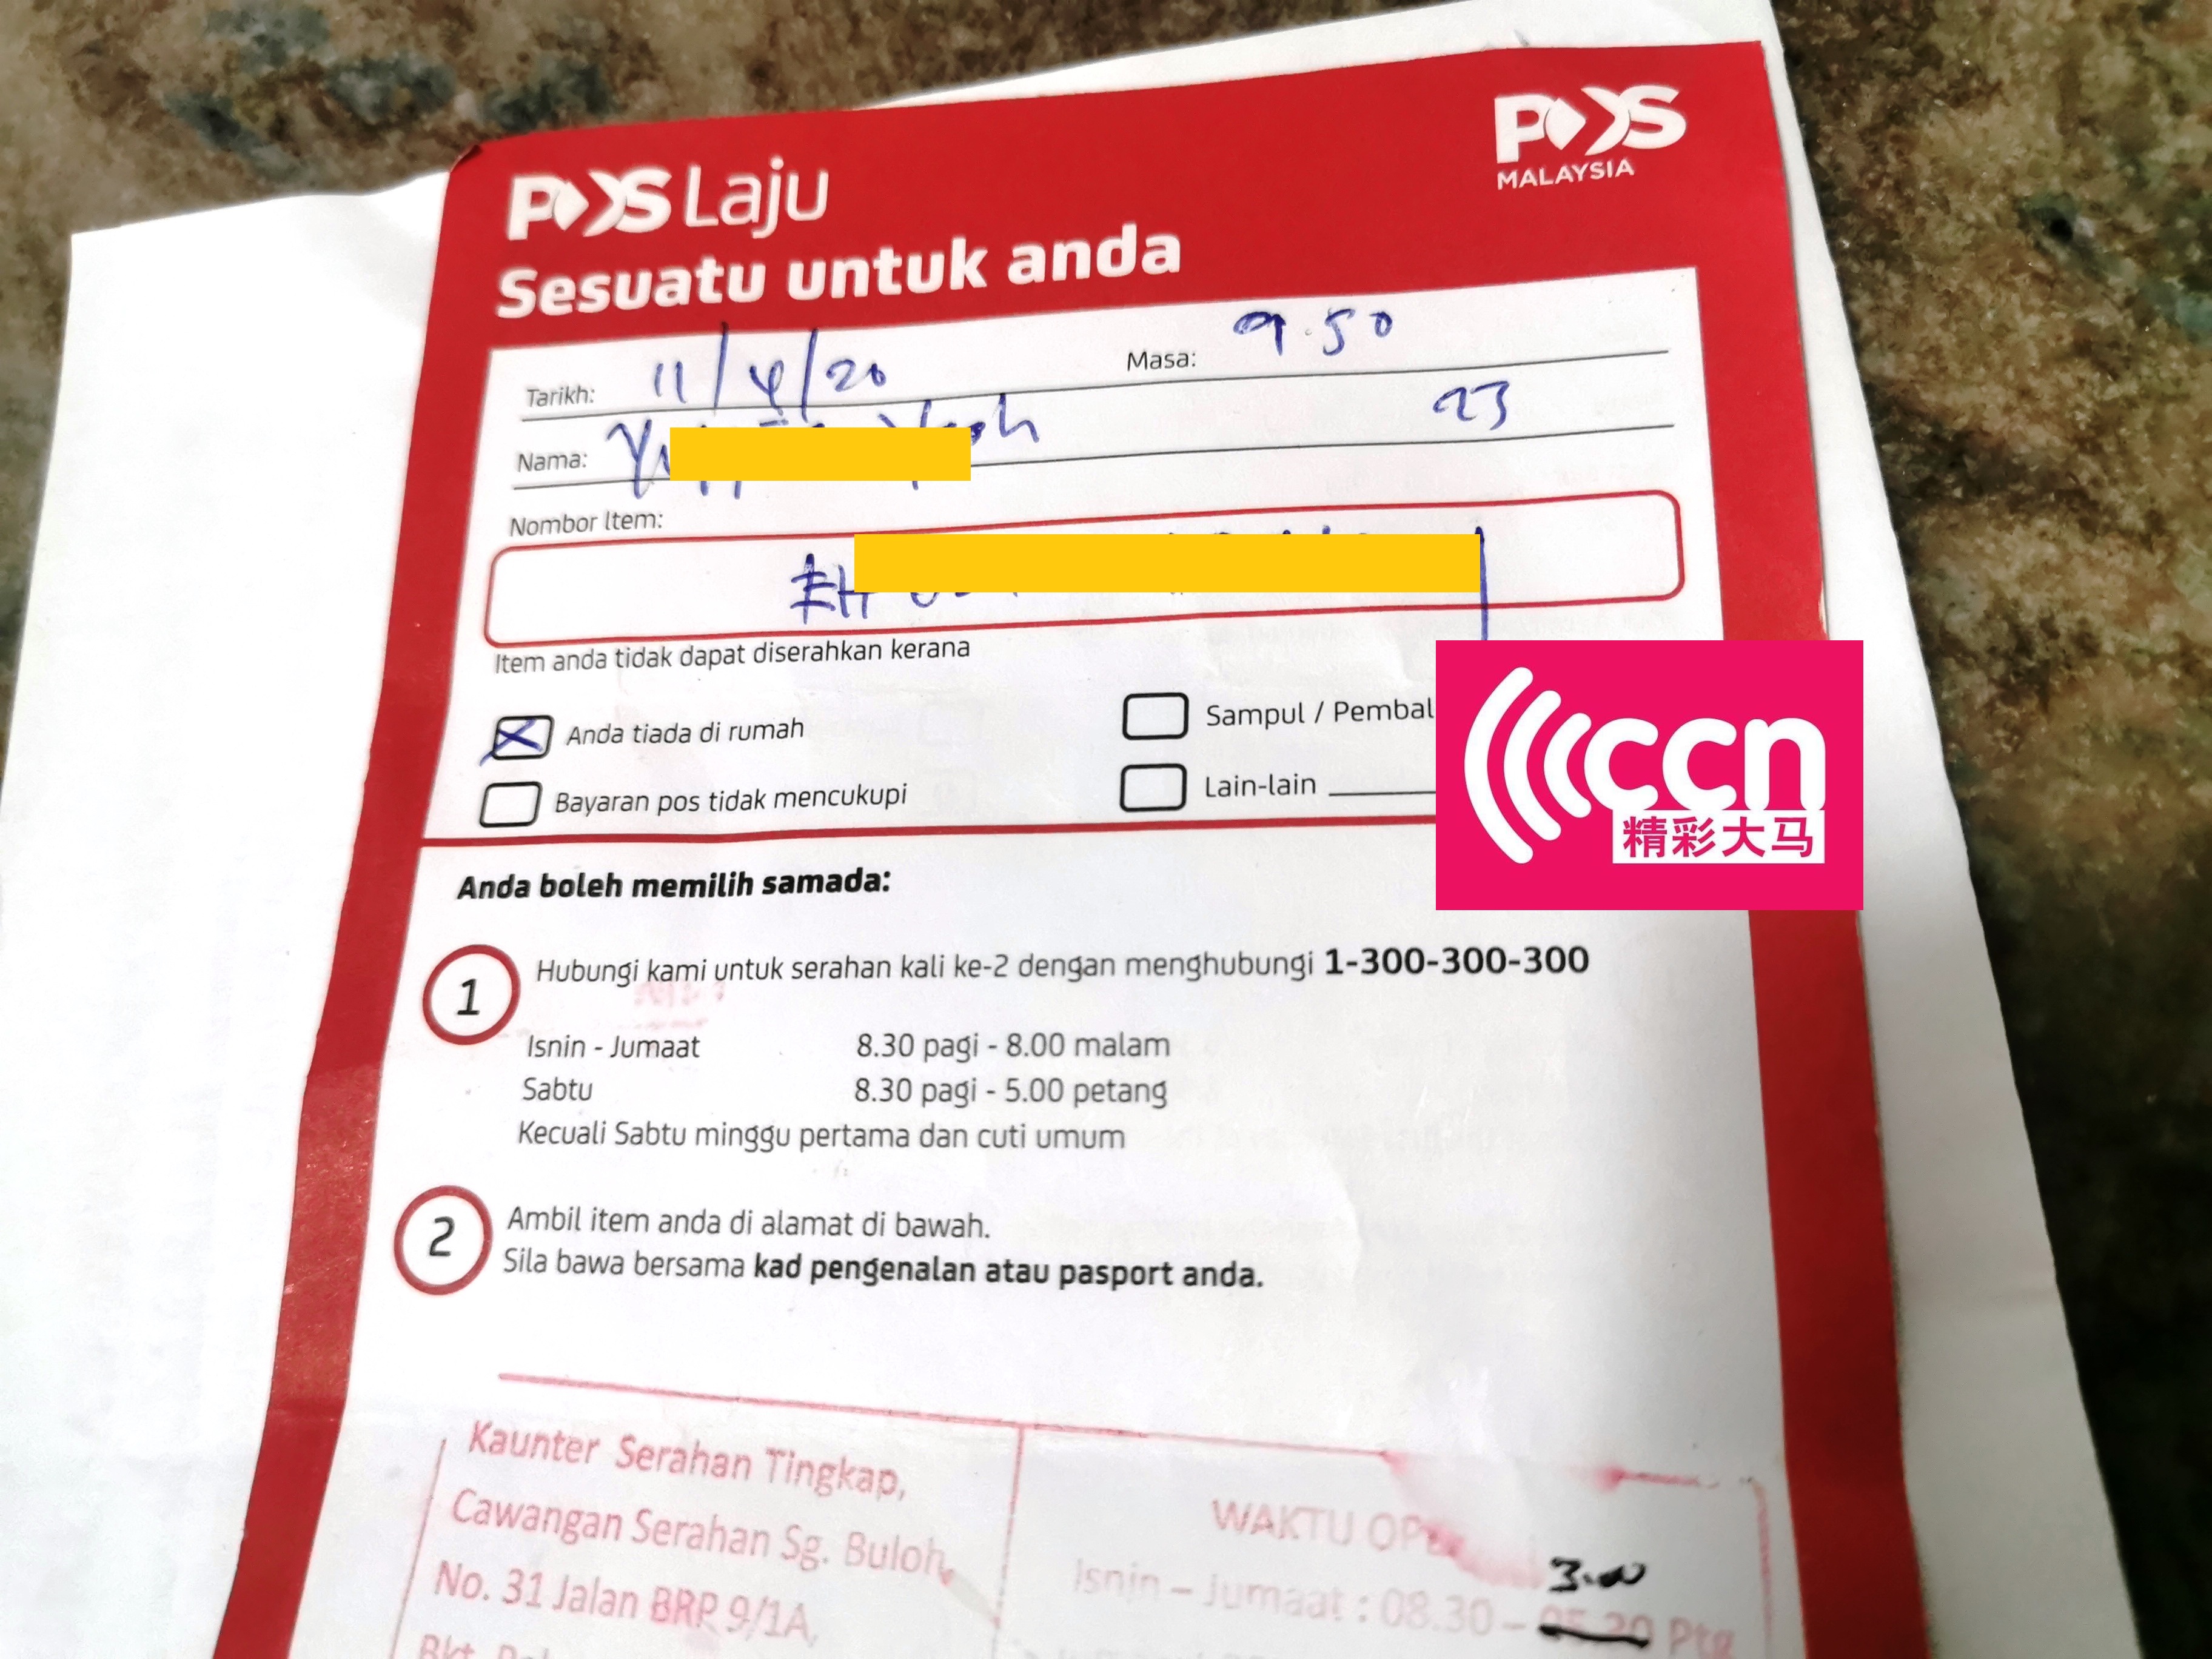 POS Laju
POS
MALAYSIA
Sesuatu untuk anda
Tarikh: 11/4/20 Masa: 9.50
Nama: 23
Nombor Item:
EH
Item anda tidak dapat diserahkan kerana
Anda tiada di rumah Sampul / Pembal
Bayaran pos tidak mencukupi Lain-lain
ccn
精彩大马
Anda boleh memilih samada:
1 Hubungi kami untuk serahan kali ke-2 dengan menghubungi 1-300-300-300
Isnin - Jumaat 8.30 pagi - 8.00 malam
Sabtu 8.30 pagi - 5.00 petang
Kecuali Sabtu minggu pertama dan cuti umum
2 Ambil item anda di alamat di bawah.
Sila bawa bersama kad pengenalan atau pasport anda.
Kaunter Serahan Tingkap,
Cawangan Serahan Sg. Buloh,
No. 31 Jalan BRP 9/1A,
Bkt.
WAKTU
3.00
Isnin - Jumaat : 08.30 - Ptg